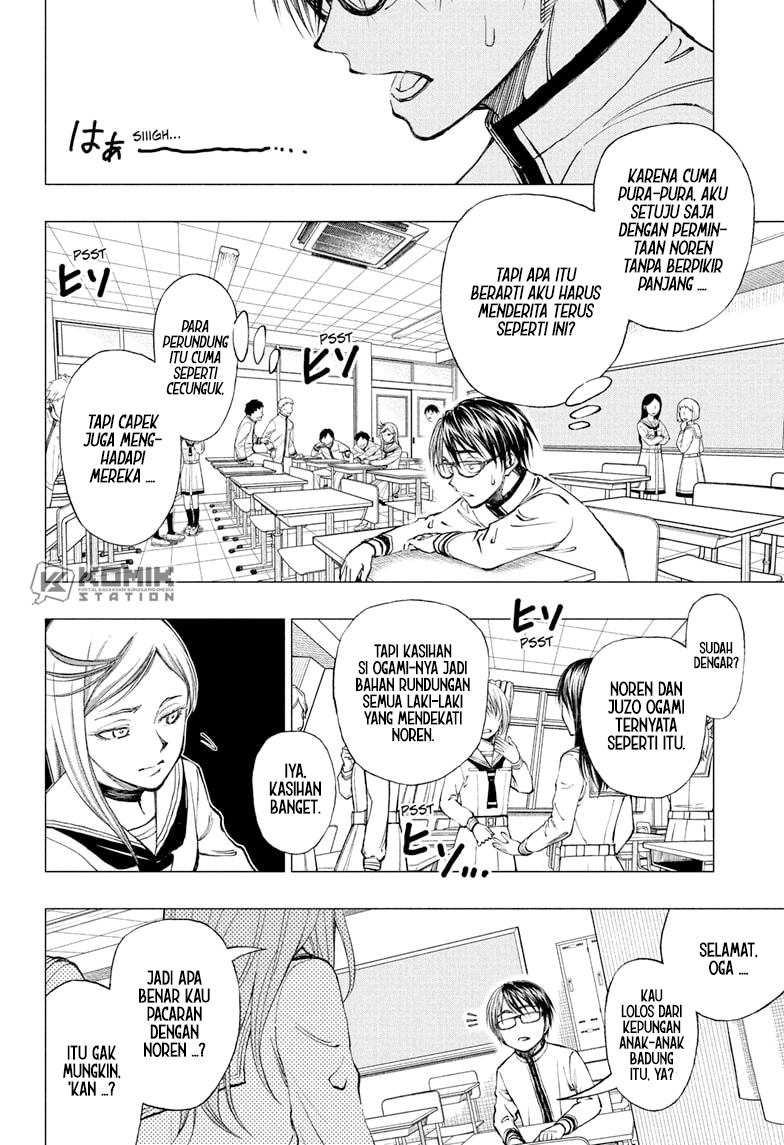 はぁ
SIIIGH...
KARENA CUMA
PURA-PURA, AKU
SETUJU SAJA
DENGAN PERMIN-
TAAN NOREN
TANPA BERPIKIR
PANJANG ....
TAPI APA ITU
BERARTI AKU HARUS
MENDERITA TERUS
SEPERTI INI?
PSST
ヒソ
PSST
ヒソ
PARA
PERUNDUNG
ITU CUMA
SEPERTI
CECUNGUK.
TAPI CAPEK
JUGA MENG-
HADAPI
MEREKA ....
KOMIK
STATION
PORTAL BACA KOMIK BAHASA INDONESIA
ヒソ
PSST
SUDAH
DENGAR?
NOREN DAN
JUZO OGAMI
TERNYATA
SEPERTI ITU.
TAPI KASIHAN
SI OGAMI-NYA JADI
BAHAN RUNDUNGAN
SEMUA LAKI-LAKI
YANG MENDEKATI
NOREN.
IYA,
KASIHAN
BANGET.
PSST
ヒソ...
SELAMAT,
OGA ....
KAU
LOLOS DARI
KEPUNGAN
ANAK-ANAK
BADUNG
ITU, YA?
JADI APA
BENAR KAU
PACARAN
DENGAN
NOREN ...?
ITU GAK
MUNGKIN,
'KAN ...?